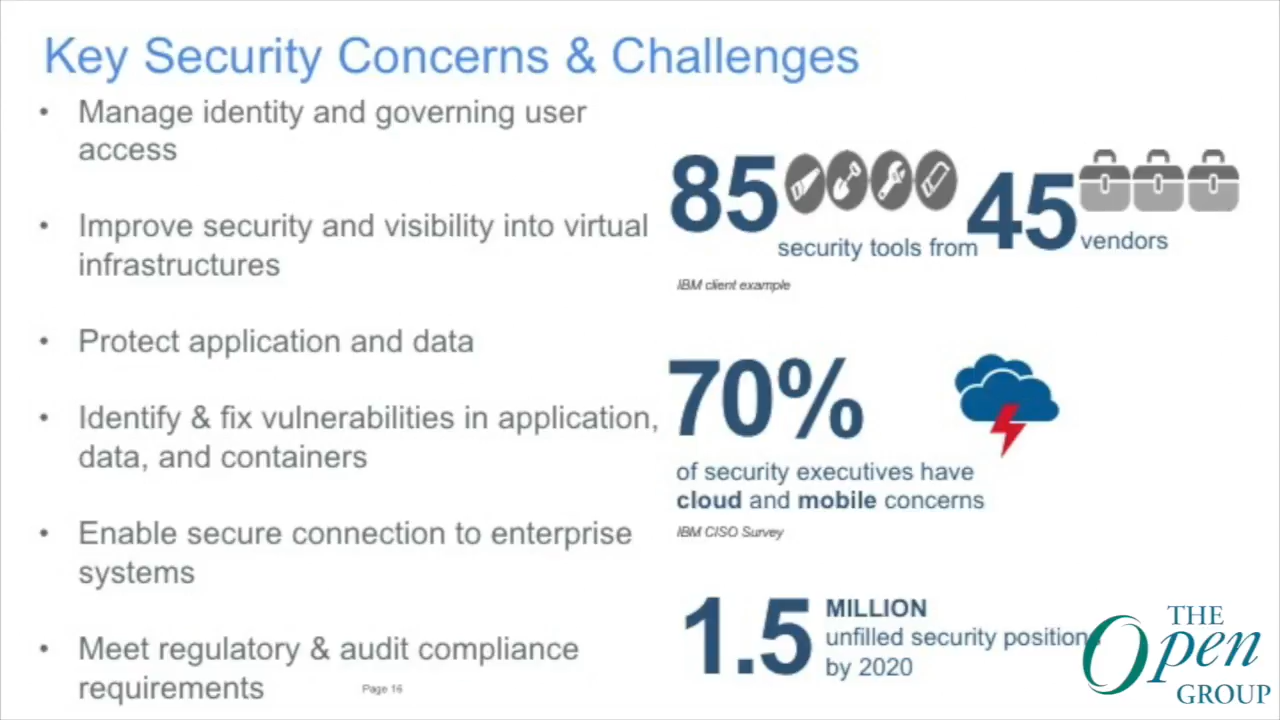 Key Security Concerns & Challenges
• Manage identity and governing user
access
• Improve security and visibility into virtual
infrastructures
• Protect application and data
• Identify & fix vulnerabilities in application,
data, and containers
• Enable secure connection to enterprise
systems
• Meet regulatory & audit compliance
requirements
Page 16
85 security tools from 45 vendors
IBM client example
70%
of security executives have
cloud and mobile concerns
IBM CISO Survey
1.5 MILLION
unfilled security position
by 2020
THE
Open
GROUP